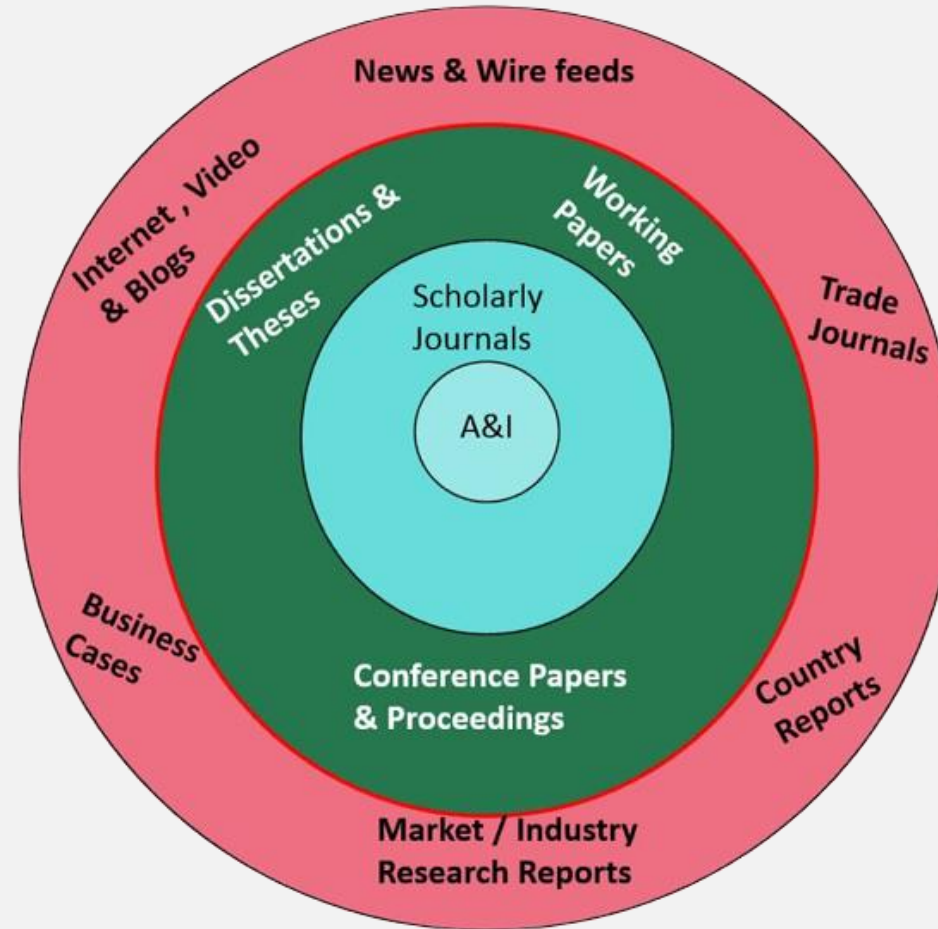 News & Wire feeds
Internet , Video
& Blogs
Dissertations &
Theses
Working
Papers
Trade
Journals
Scholarly
Journals
A&I
Business
Cases
Conference Papers
& Proceedings
Country
Reports
Market / Industry
Research Reports